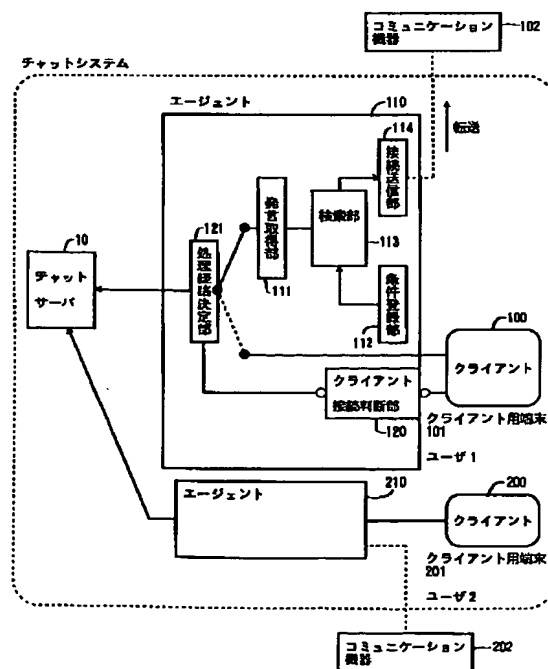 コミュニケーション
機器
102
チャットシステム
エージェント
110
114
接続送信部
転送
121
処理経路決定部
発言取得部
111
検索部
113
条件登録部
112
10
チャット
サーバ
100
クライアント
クライアント
接続判断部
120
クライアント用端末
101
ユーザ1
エージェント
210
200
クライアント
クライアント用端末
201
ユーザ2
コミュニケーション
機器
202